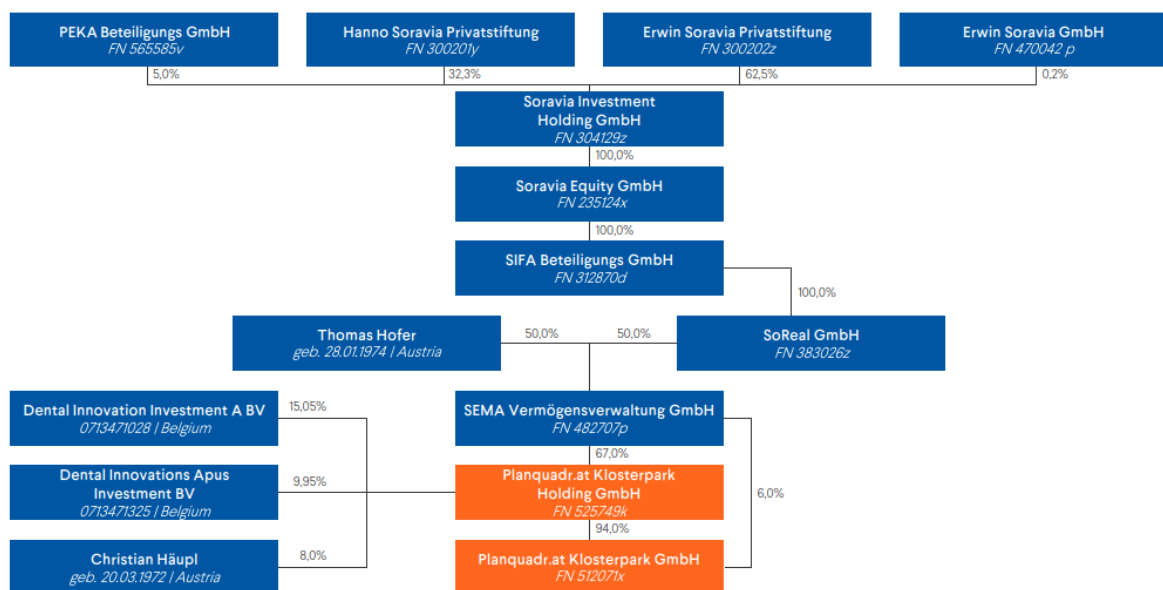 PEKA Beteiligungs GmbH
FN 565585v
Hanno Soravia Privatstiftung
FN 300201y
Erwin Soravia Privatstiftung
FN 300202z
Erwin Soravia GmbH
FN 470042 p
5,0%
32,3%
62,5%
0,2%
Soravia Investment
Holding GmbH
FN 304129z
100,0%
Soravia Equity GmbH
FN 235124x
100,0%
SIFA Beteiligungs GmbH
FN 312870d
100,0%
Thomas Hofer
geb. 28.01.1974 | Austria
50,0%
50,0%
SoReal GmbH
FN 383026z
Dental Innovation Investment A BV
0713471028 | Belgium
15,05%
SEMA Vermögensverwaltung GmbH
FN 482707p
67,0%
Dental Innovations Apus
Investment BV
0713471325 | Belgium
9,95%
Planquadr.at Klosterpark
Holding GmbH
FN 525749k
6,0%
94,0%
Christian Häupl
geb. 20.03.1972 | Austria
8,0%
Planquadr.at Klosterpark GmbH
FN 512071x